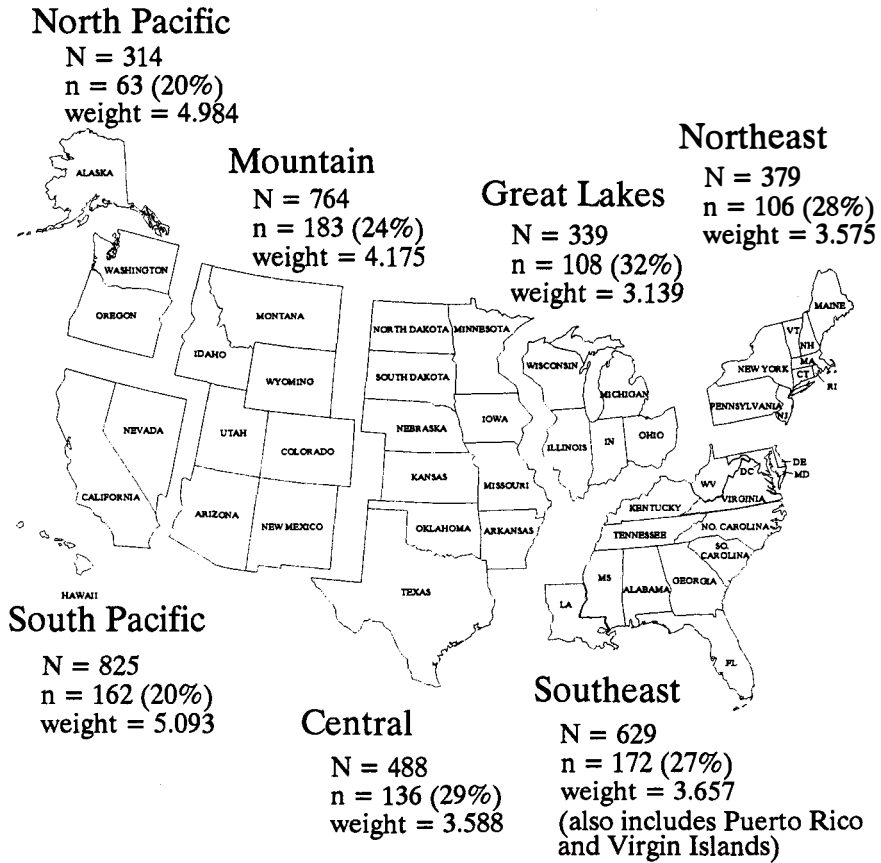 North Pacific
N = 314
n = 63 (20%)
weight = 4.984
Mountain
N = 764
n = 183 (24%)
weight = 4.175
Great Lakes
N = 339
n = 108 (32%)
weight = 3.139
Northeast
N = 379
n = 106 (28%)
weight = 3.575
ALASKA
WASHINGTON
OREGON
IDAHO
MONTANA
WYOMING
NORTH DAKOTA
MINNESOTA
SOUTH DAKOTA
WISCONSIN
MICHIGAN
IOWA
NEBRASKA
NEVADA
UTAH
COLORADO
KANSAS
MISSOURI
ILLINOIS
IN
OHIO
MAINE
VT
NH
NEW YORK
MA
CT
RI
PENNSYLVANIA
NJ
DE
MD
DC
WV
VIRGINIA
KENTUCKY
CALIFORNIA
ARIZONA
NEW MEXICO
OKLAHOMA
ARKANSAS
TENNESSEE
NO. CAROLINA
SO.
CAROLINA
TEXAS
LA
MS
ALABAMA
GEORGIA
FL
HAWAII
South Pacific
N = 825
n = 162 (20%)
weight = 5.093
Central
N = 488
n = 136 (29%)
weight = 3.588
Southeast
N = 629
n = 172 (27%)
weight = 3.657
(also includes Puerto Rico
and Virgin Islands)